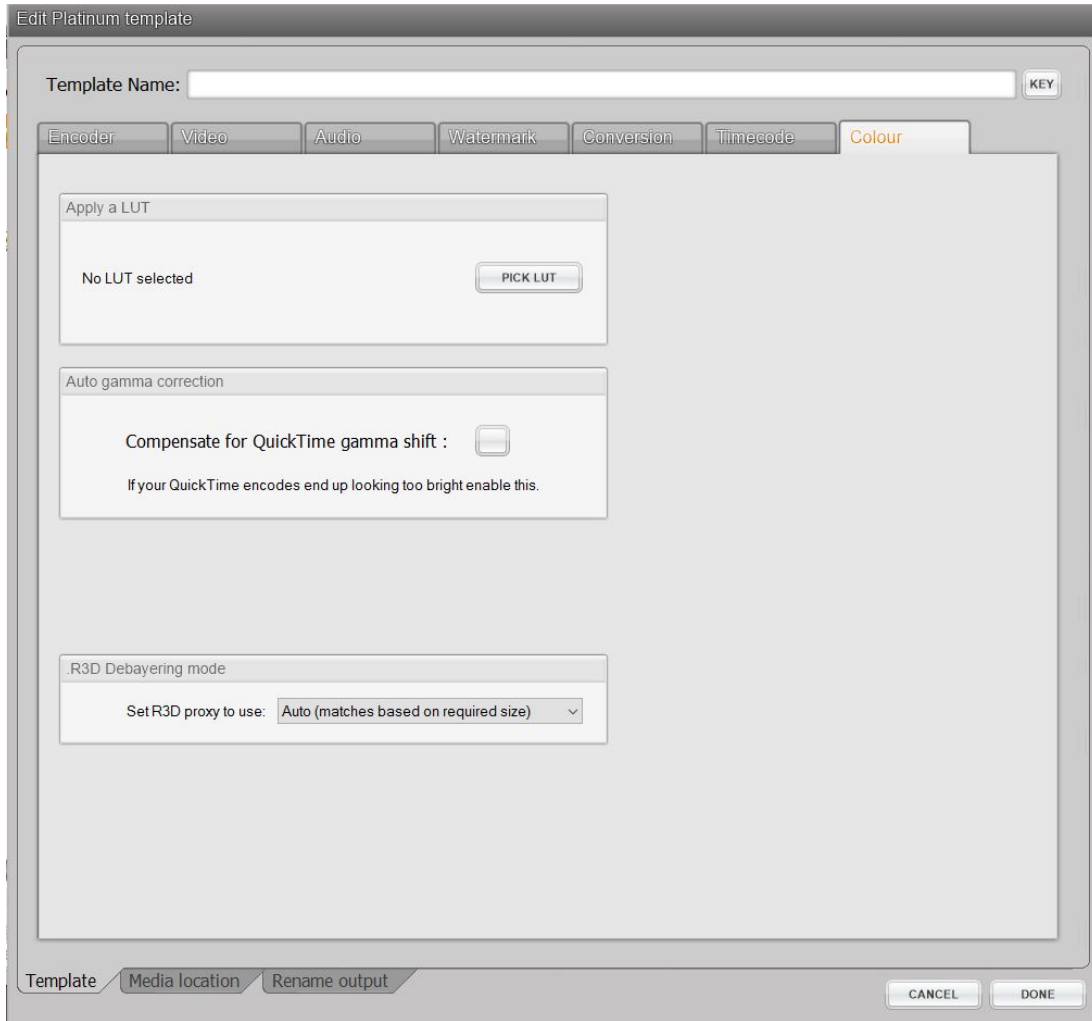 Edit Platinum template
Template Name:
KEY
Encoder Video Audio Watermark Conversion Timecode Colour
Apply a LUT
No LUT selected
PICK LUT
Auto gamma correction
Compensate for QuickTime gamma shift :
If your QuickTime encodes end up looking too bright enable this.
.R3D Debayering mode
Set R3D proxy to use: Auto (matches based on required size)
Template Media location Rename output
CANCEL DONE